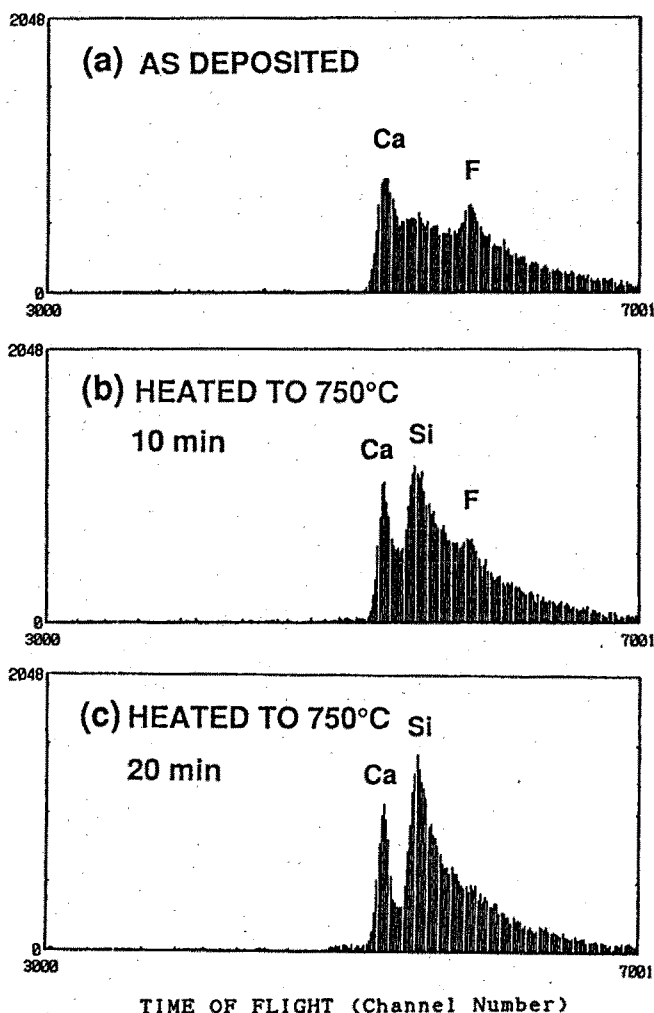 2048
(a) AS DEPOSITED
Ca
F
0
3000 7001
2048
(b) HEATED TO 750°C
10 min
Ca Si F
0
3000 7001
2048
(c) HEATED TO 750°C
20 min
Ca Si
0
3000 7001
TIME OF FLIGHT (Channel Number)